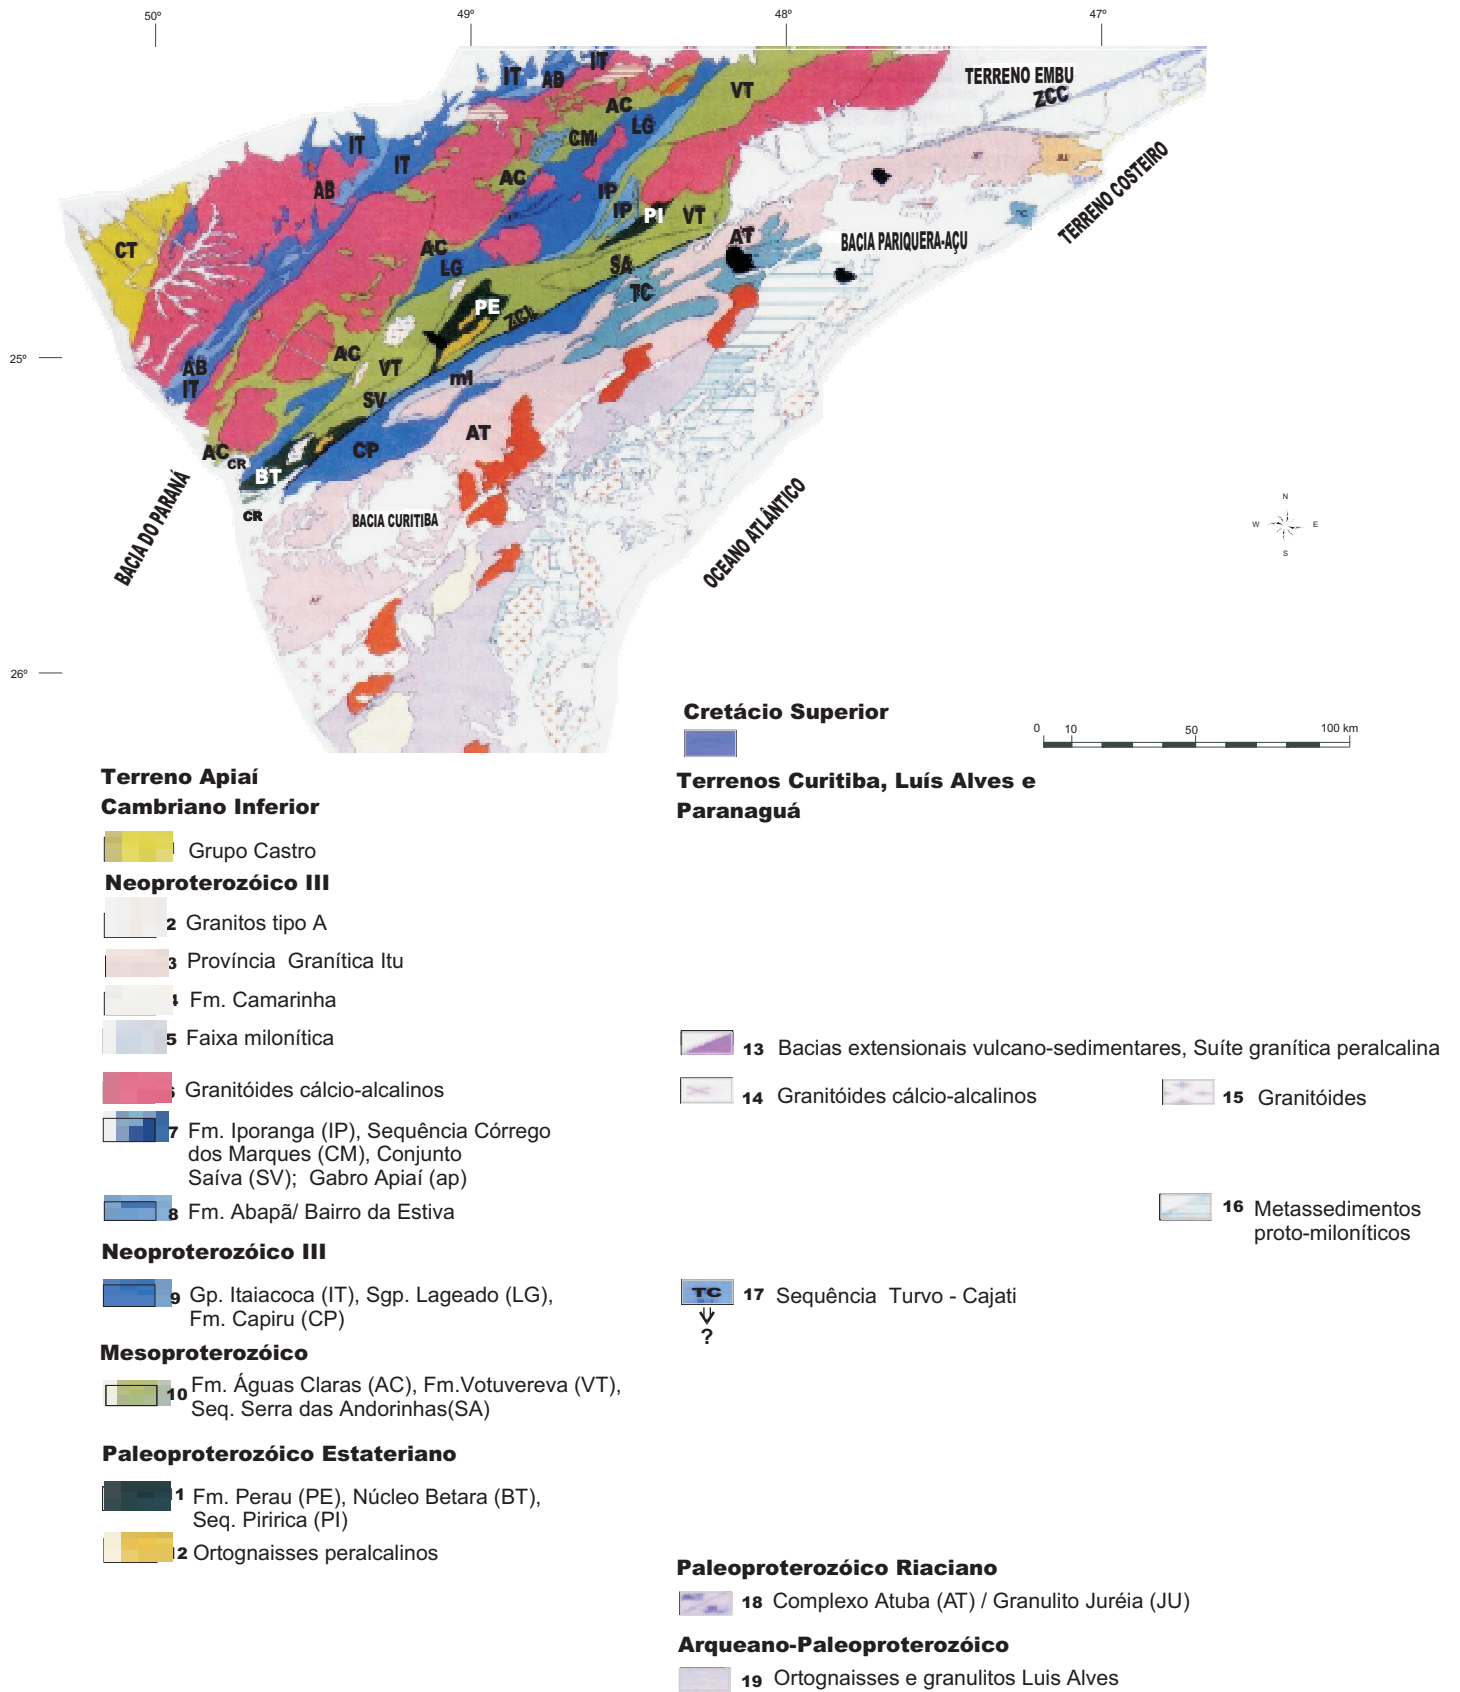 50º
49º
48º
47º
IT
IT
AB
TERRENO EMBU
VT
ZCC
AC
LG
CM
IT
IT
AC
AB
IP
IP
PI
VT
TERRENO COSTEIRO
CT
AC
LG
AT
BACIA PARIQUERA-AÇU
SA
TC
PE
ZCL
25º
AC
VT
AB
IT
ml
SV
AT
CP
AC
CR
BT
CR
BACIA DO PARANÁ
BACIA CURITIBA
OCEANO ATLÂNTICO
N
W
E
S
26º
Cretácio Superior
0
10
50
100 km
Terreno Apiaí
Cambriano Inferior
Terrenos Curitiba, Luís Alves e
Paranaguá
Grupo Castro
Neoproterozóico III
2 Granitos tipo A
3 Província Granítica Itu
4 Fm. Camarinha
5 Faixa milonítica
13 Bacias extensionais vulcano-sedimentares, Suíte granítica peralcalina
Granitóides cálcio-alcalinos
14 Granitóides cálcio-alcalinos
15 Granitóides
7 Fm. Iporanga (IP), Sequência Córrego
dos Marques (CM), Conjunto
Saíva (SV); Gabro Apiaí (ap)
8 Fm. Abapã/ Bairro da Estiva
16 Metassedimentos
proto-miloníticos
Neoproterozóico III
9 Gp. Itaiacoca (IT), Sgp. Lageado (LG),
Fm. Capiru (CP)
TC 17 Sequência Turvo - Cajati
?
Mesoproterozóico
10 Fm. Águas Claras (AC), Fm.Votuvereva (VT),
Seq. Serra das Andorinhas(SA)
Paleoproterozóico Estateriano
1 Fm. Perau (PE), Núcleo Betara (BT),
Seq. Piririca (PI)
12 Ortognaisses peralcalinos
Paleoproterozóico Riaciano
18 Complexo Atuba (AT) / Granulito Juréia (JU)
Arqueano-Paleoproterozóico
19 Ortognaisses e granulitos Luis Alves